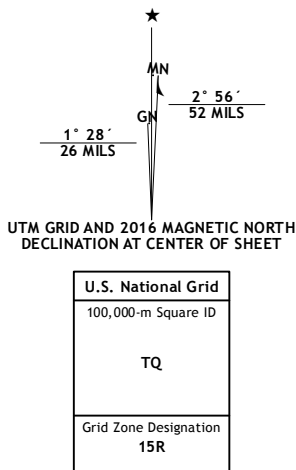 ★
MN
GN
2° 56´
52 MILS
1° 28´
26 MILS
UTM GRID AND 2016 MAGNETIC NORTH
DECLINATION AT CENTER OF SHEET
U.S. National Grid
100,000-m Square ID
TQ
Grid Zone Designation
15R